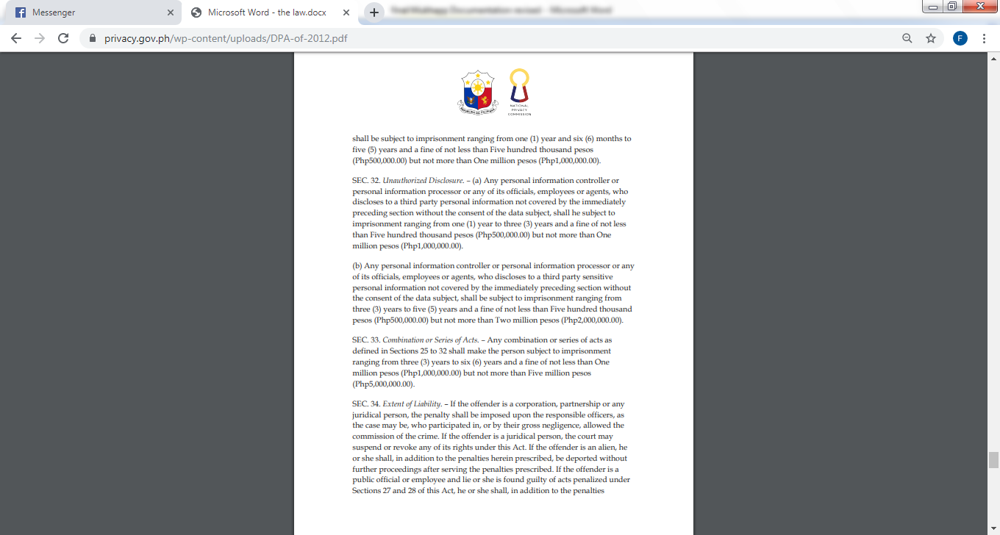 Messenger
Microsoft Word - the law.docx
privacy.gov.ph/wp-content/uploads/DPA-of-2012.pdf
F
NATIONAL
PRIVACY
COMMISSION
shall be subject to imprisonment ranging from one (1) year and six (6) months to
five (5) years and a fine of not less than Five hundred thousand pesos
(Php500,000.00) but not more than One million pesos (Php1,000,000.00).
SEC. 32. Unauthorized Disclosure. – (a) Any personal information controller or
personal information processor or any of its officials, employees or agents, who
discloses to a third party personal information not covered by the immediately
preceding section without the consent of the data subject, shall he subject to
imprisonment ranging from one (1) year to three (3) years and a fine of not less
than Five hundred thousand pesos (Php500,000.00) but not more than One
million pesos (Php1,000,000.00).
(b) Any personal information controller or personal information processor or any
of its officials, employees or agents, who discloses to a third party sensitive
personal information not covered by the immediately preceding section without
the consent of the data subject, shall be subject to imprisonment ranging from
three (3) years to five (5) years and a fine of not less than Five hundred thousand
pesos (Php500,000.00) but not more than Two million pesos (Php2,000,000.00).
SEC. 33. Combination or Series of Acts. – Any combination or series of acts as
defined in Sections 25 to 32 shall make the person subject to imprisonment
ranging from three (3) years to six (6) years and a fine of not less than One
million pesos (Php1,000,000.00) but not more than Five million pesos
(Php5,000,000.00).
SEC. 34. Extent of Liability. – If the offender is a corporation, partnership or any
juridical person, the penalty shall be imposed upon the responsible officers, as
the case may be, who participated in, or by their gross negligence, allowed the
commission of the crime. If the offender is a juridical person, the court may
suspend or revoke any of its rights under this Act. If the offender is an alien, he
or she shall, in addition to the penalties herein prescribed, be deported without
further proceedings after serving the penalties prescribed. If the offender is a
public official or employee and lie or she is found guilty of acts penalized under
Sections 27 and 28 of this Act, he or she shall, in addition to the penalties